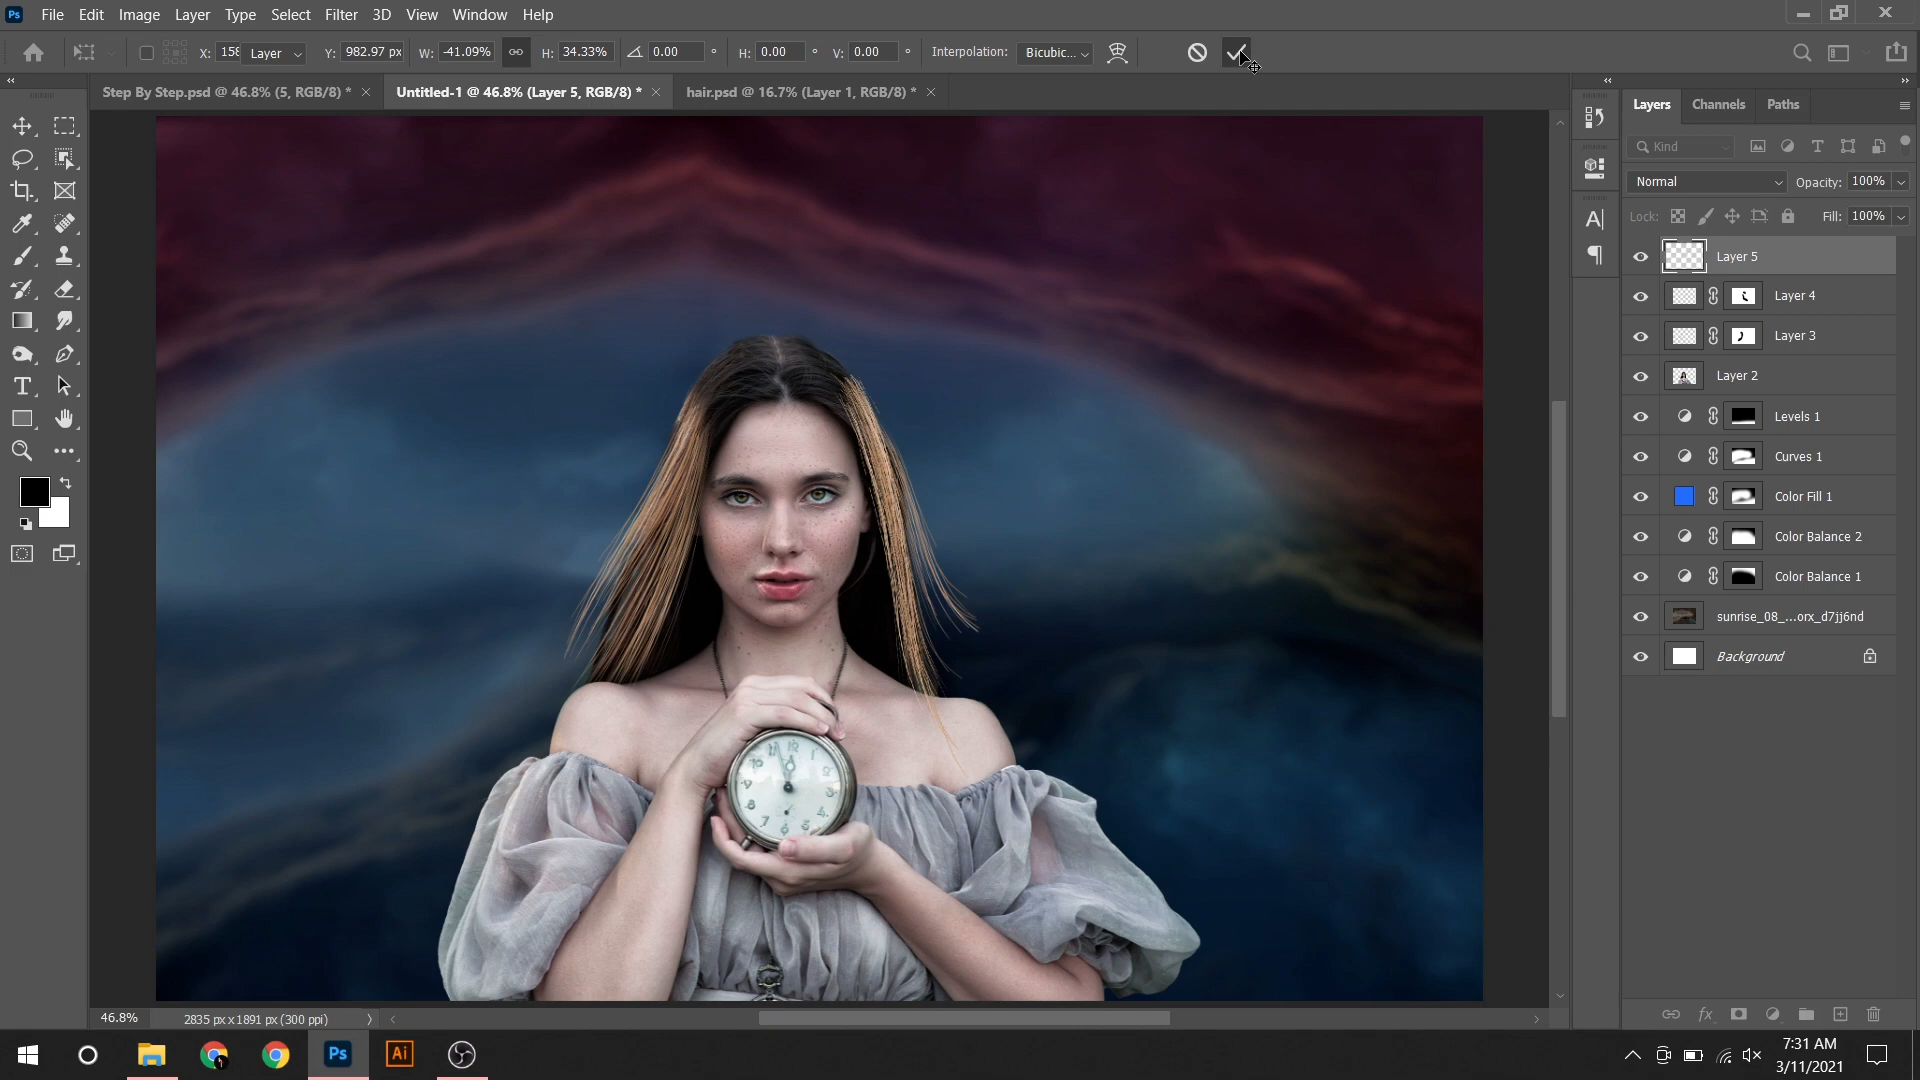 Ps File Edit Image Layer Type Select Filter 3D View Window Help
X: 158 Layer Y: 982.97 px W: -41.09% H: 34.33% 0.00 ° H: 0.00 ° V: 0.00 ° Interpolation: Bicubic...
Step By Step.psd @ 46.8% (5, RGB/8) * Untitled-1 @ 46.8% (Layer 5, RGB/8) * hair.psd @ 16.7% (Layer 1, RGB/8) *
Layers Channels Paths
Kind
Normal Opacity: 100%
Lock: Fill: 100%
Layer 5
Layer 4
Layer 3
Layer 2
Levels 1
Curves 1
Color Fill 1
Color Balance 2
Color Balance 1
sunrise_08_...orx_d7jj6nd
Background
46.8% 2835 px x 1891 px (300 ppi)
Ps Ai
7:31 AM
3/11/2021